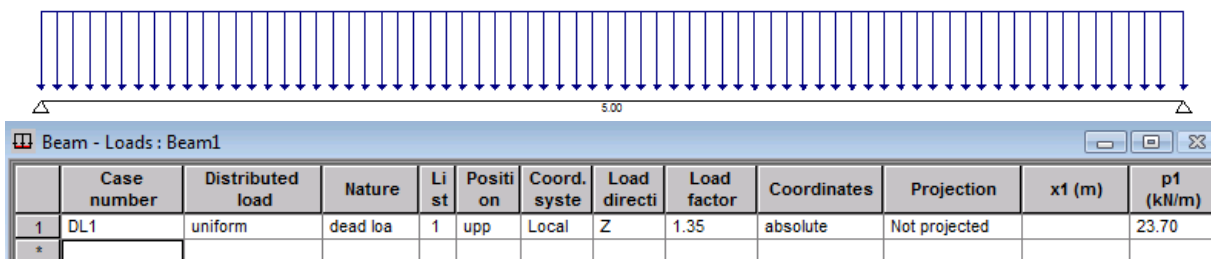 5.00
Beam - Loads : Beam1
Case number Distributed load Nature Li st Positi on Coord. syste Load directi Load factor Coordinates Projection x1 (m) p1 (kN/m)
1 DL1 uniform dead loa 1 upp Local Z 1.35 absolute Not projected 23.70
*